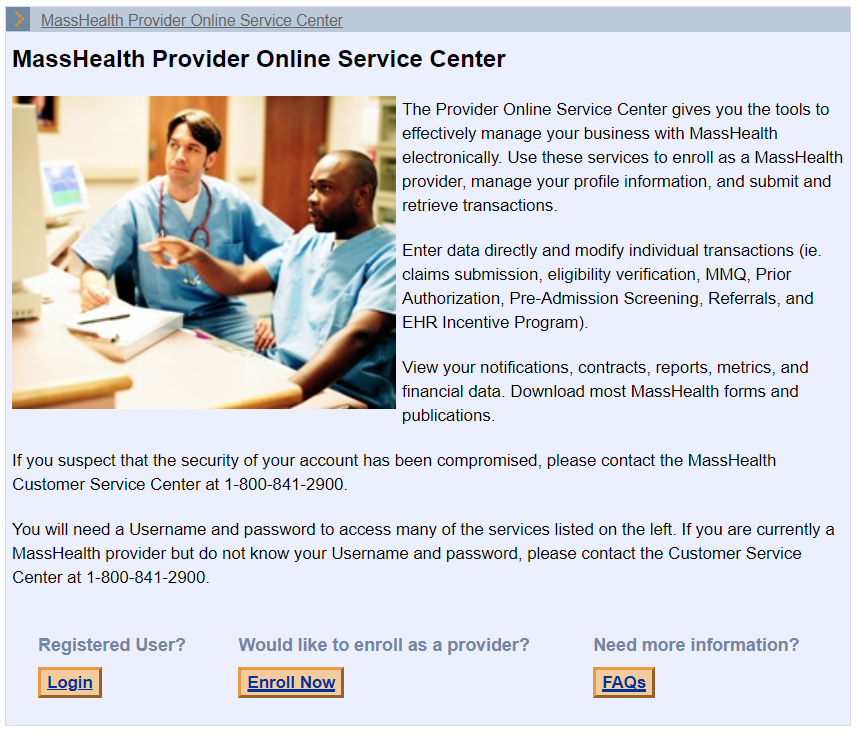 MassHealth Provider Online Service Center
MassHealth Provider Online Service Center
The Provider Online Service Center gives you the tools to
effectively manage your business with MassHealth
electronically. Use these services to enroll as a MassHealth
provider, manage your profile information, and submit and
retrieve transactions.
Enter data directly and modify individual transactions (ie.
claims submission, eligibility verification, MMQ, Prior
Authorization, Pre-Admission Screening, Referrals, and
EHR Incentive Program).
View your notifications, contracts, reports, metrics, and
financial data. Download most MassHealth forms and
publications.
If you suspect that the security of your account has been compromised, please contact the MassHealth
Customer Service Center at 1-800-841-2900.
You will need a Username and password to access many of the services listed on the left. If you are currently a
MassHealth provider but do not know your Username and password, please contact the Customer Service
Center at 1-800-841-2900.
Registered User? Would like to enroll as a provider? Need more information?
Login Enroll Now FAQs